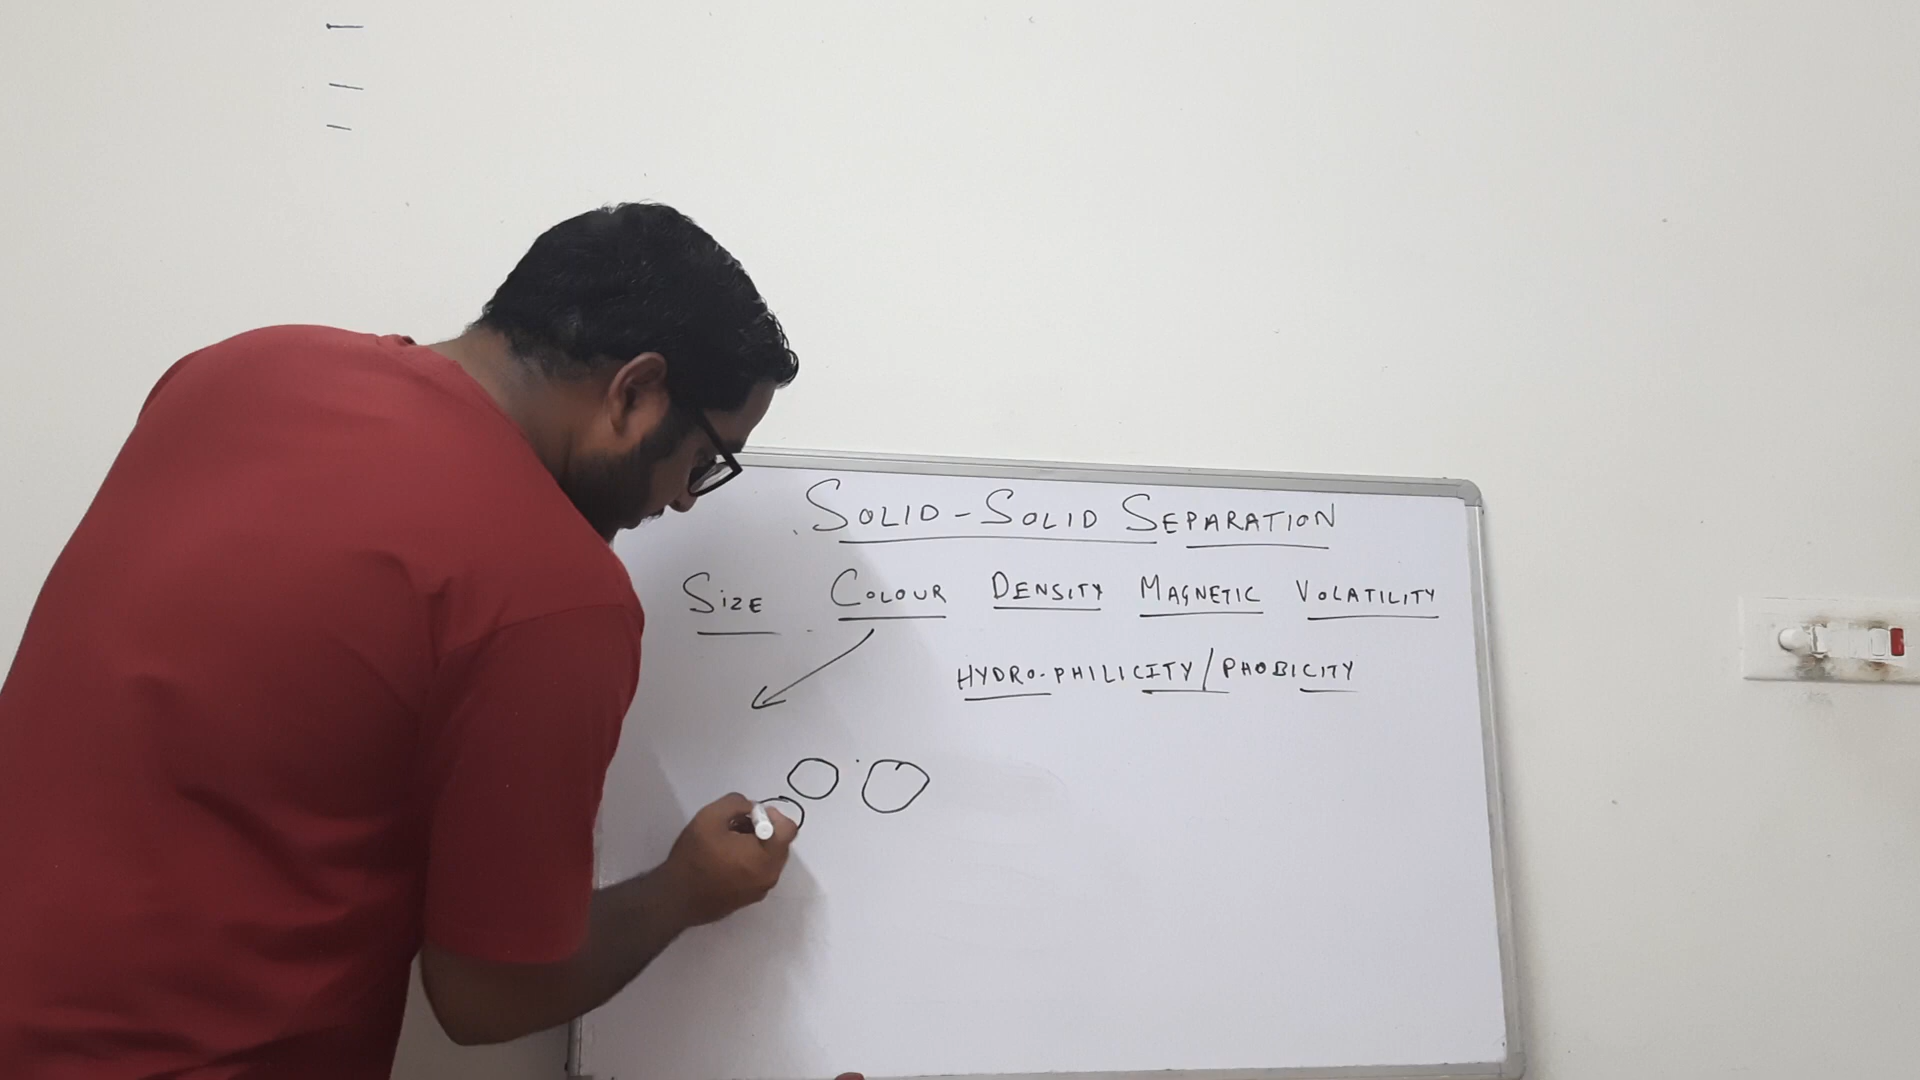 SOLID-SOLID SEPARATION
SIZE COLOUR DENSITY MAGNETIC VOLATILITY
HYDRO-PHILICITY/PHOBICITY